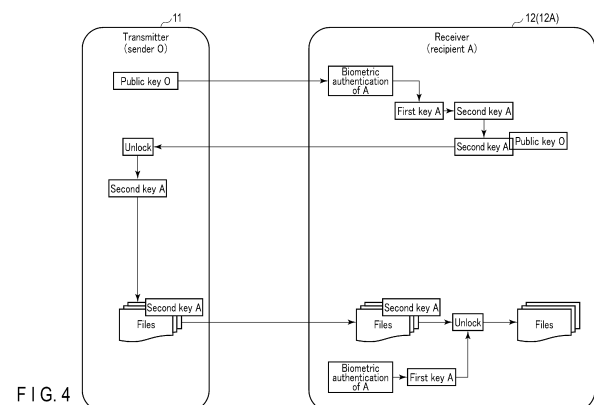 11
Transmitter
(sender O)
Public key O
Unlock
Second key A
Second key A
Files
12(12A)
Receiver
(recipient A)
Biometric
authentication
of A
First key A
Second key A
Second key A
Public key O
Second key A
Files
Unlock
Files
Biometric
authentication
of A
First key A
FIG. 4